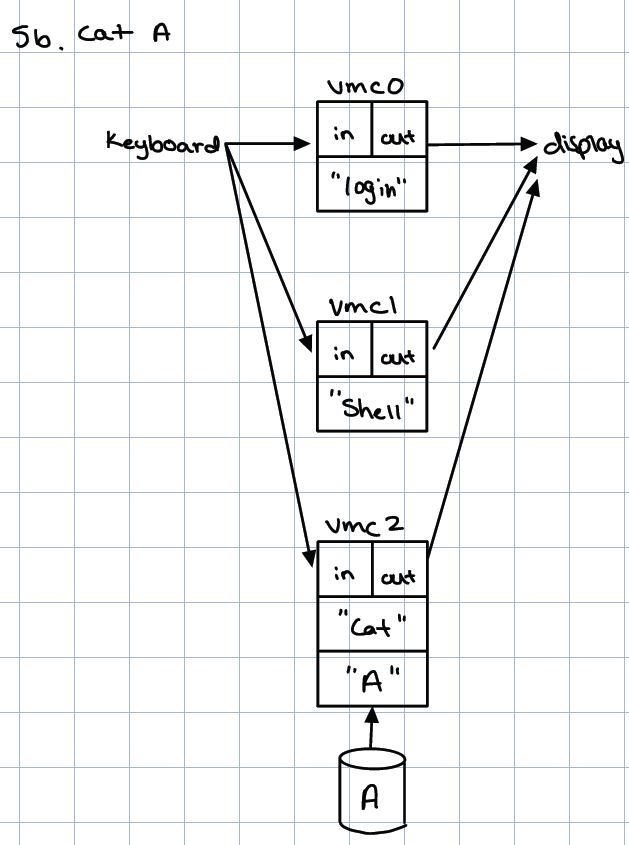 5b. cat A
vmc0
Keyboard
in
out
display
"login"
vmc1
in
out
"Shell"
vmc2
in
out
"Cat"
"A"
A